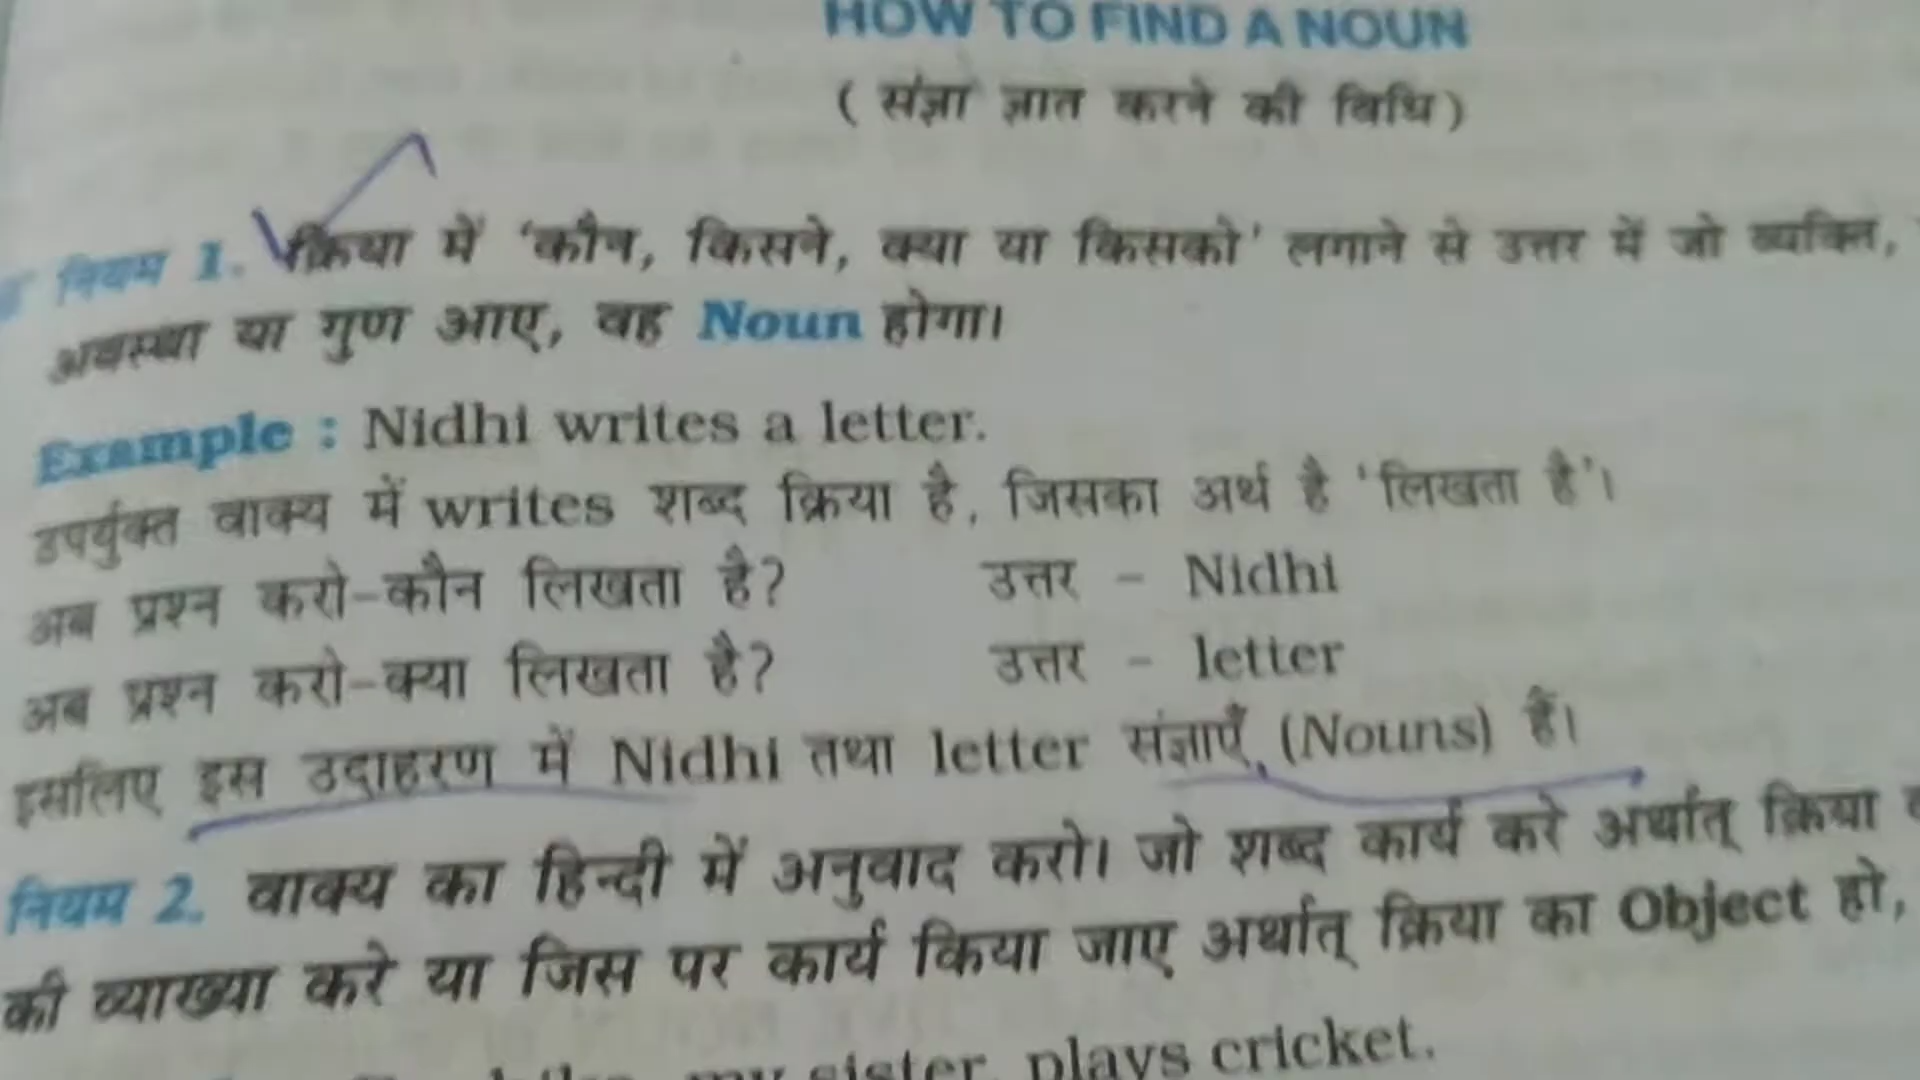 HOW TO FIND A NOUN
( संज्ञा ज्ञात करने की विधि )
नियम 1. क्रिया में ‘कौन, किसने, क्या या किसको’ लगाने से उत्तर में जो व्यक्ति,
अवस्था या गुण आए, वह Noun होगा।
Example : Nidhi writes a letter.
उपर्युक्त वाक्य में writes शब्द क्रिया है, जिसका अर्थ है ‘लिखता है’।
अब प्रश्न करो-कौन लिखता है? उत्तर - Nidhi
अब प्रश्न करो-क्या लिखता है? उत्तर - letter
इसलिए इस उदाहरण में Nidhi तथा letter संज्ञाएँ (Nouns) हैं।
नियम 2. वाक्य का हिन्दी में अनुवाद करो। जो शब्द कार्य करे अर्थात् क्रिया
की व्याख्या करे या जिस पर कार्य किया जाए अर्थात् क्रिया का Object हो,
my sister plays cricket.